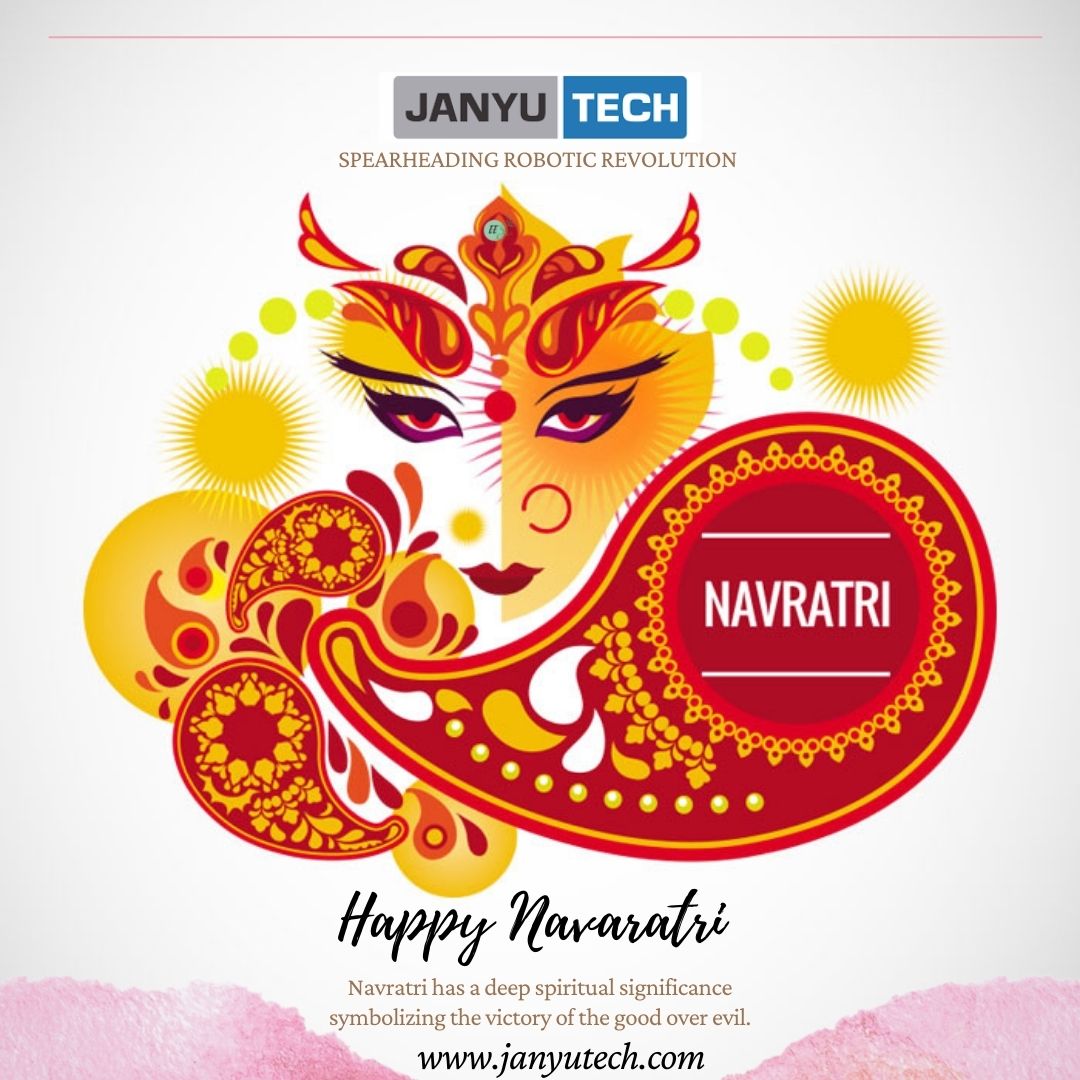 JANYU TECH
SPEARHEADING ROBOTIC REVOLUTION
NAVRATRI
Happy Navaratri
Navratri has a deep spiritual significance
symbolizing the victory of the good over evil.
www.janyutech.com